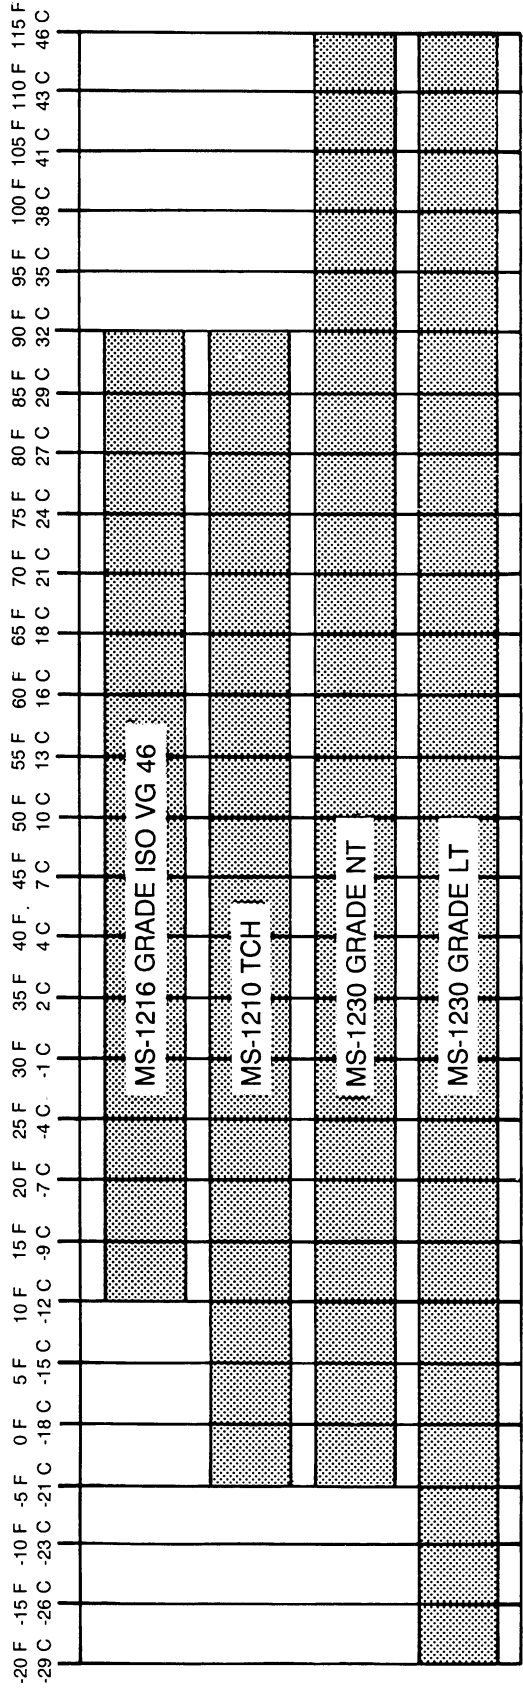 -20 F -15 F -10 F -5 F 0 F 5 F 10 F 15 F 20 F 25 F 30 F 35 F 40 F. 45 F 50 F 55 F 60 F 65 F 70 F 75 F 80 F 85 F 90 F 95 F 100 F 105 F 110 F 115 F
-29 C -26 C -23 C -21 C -18 C -15 C -12 C -9 C -7 C -4 C -1 C 2 C 4 C 7 C 10 C 13 C 16 C 18 C 21 C 24 C 27 C 29 C 32 C 35 C 38 C 41 C 43 C 46 C
MS-1216 GRADE ISO VG 46
MS-1210 TCH
MS-1230 GRADE NT
MS-1230 GRADE LT